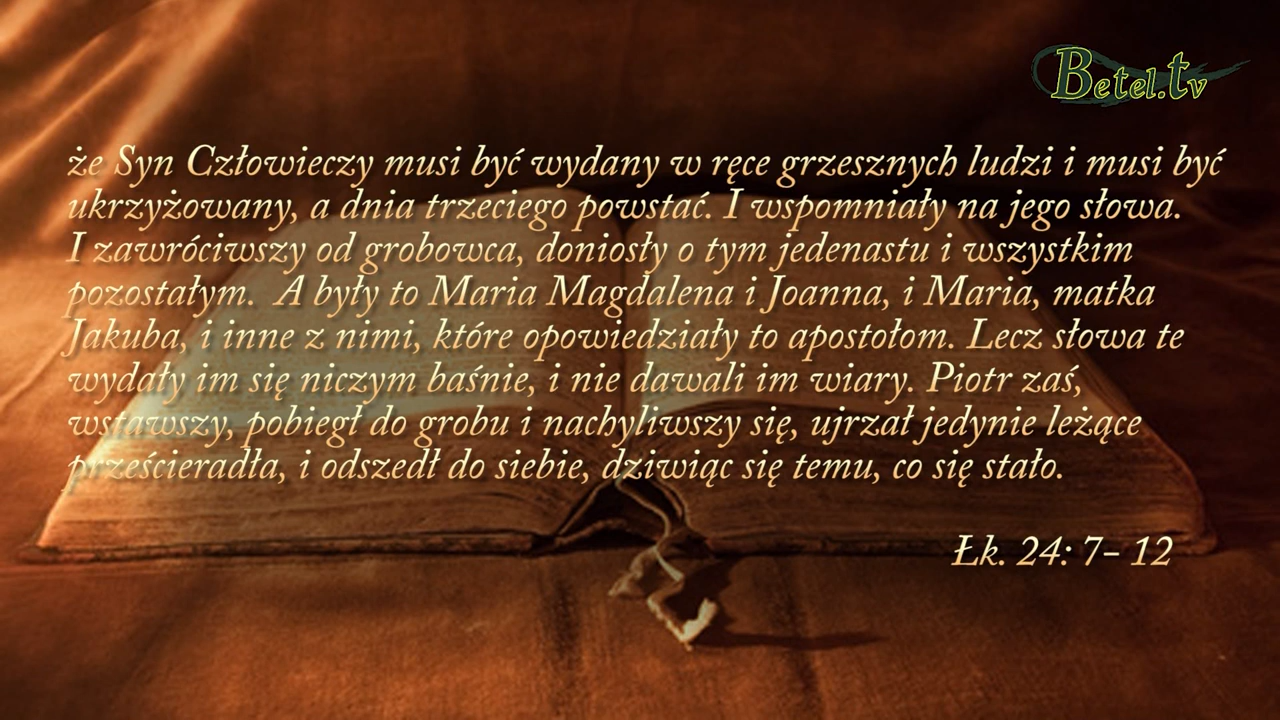 Betel.tv
że Syn Człowieczy musi być wydany w ręce grzesznych ludzi i musi być
ukrzyżowany, a dnia trzeciego powstać. I wspomniały na jego słowa.
I zawróciwszy od grobowca, doniosły o tym jedenastu i wszystkim
pozostałym.  A były to Maria Magdalena i Joanna, i Maria, matka
Jakuba, i inne z nimi, które opowiedziały to apostołom. Lecz słowa te
wydały im się niczym baśnie, i nie dawali im wiary. Piotr zaś,
wstawszy, pobiegł do grobu i nachyliwszy się, ujrzał jedynie leżące
prześcieradła, i odszedł do siebie, dziwiąc się temu, co się stało.
Łk. 24: 7- 12